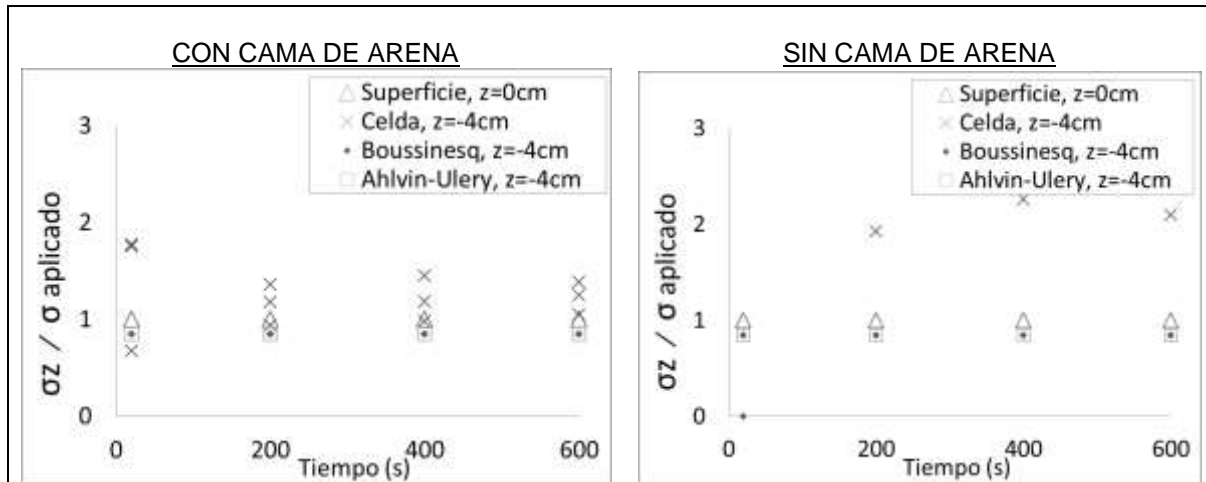 CON CAMA DE ARENA
△ Superficie, z=0cm
× Celda, z=-4cm
• Boussinesq, z=-4cm
□ Ahlvin-Ulery, z=-4cm
σz / σ aplicado
3
2
1
0
0 200 400 600
Tiempo (s)
SIN CAMA DE ARENA
△ Superficie, z=0cm
× Celda, z=-4cm
• Boussinesq, z=-4cm
□ Ahlvin-Ulery, z=-4cm
σz / σ aplicado
3
2
1
0
0 200 400 600
Tiempo (s)